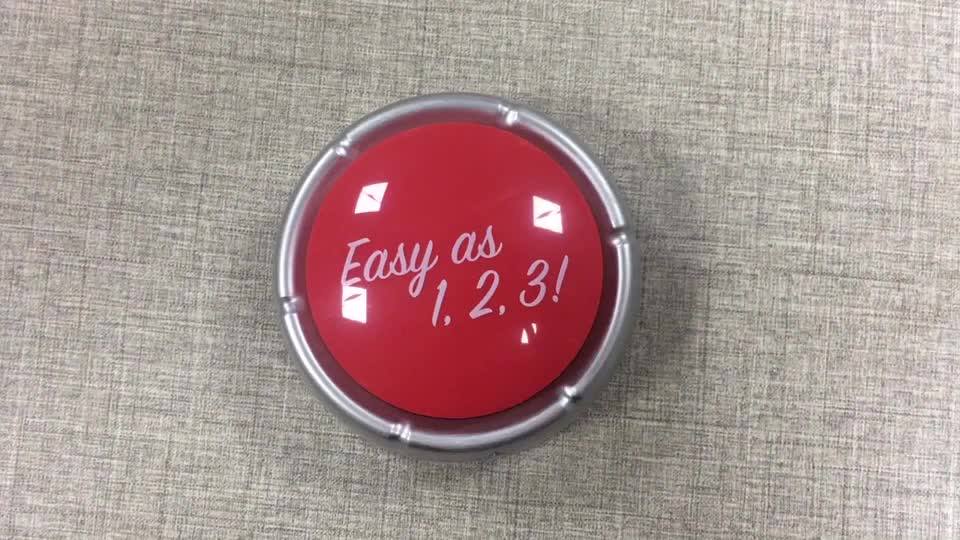 Easy as
1, 2, 3!